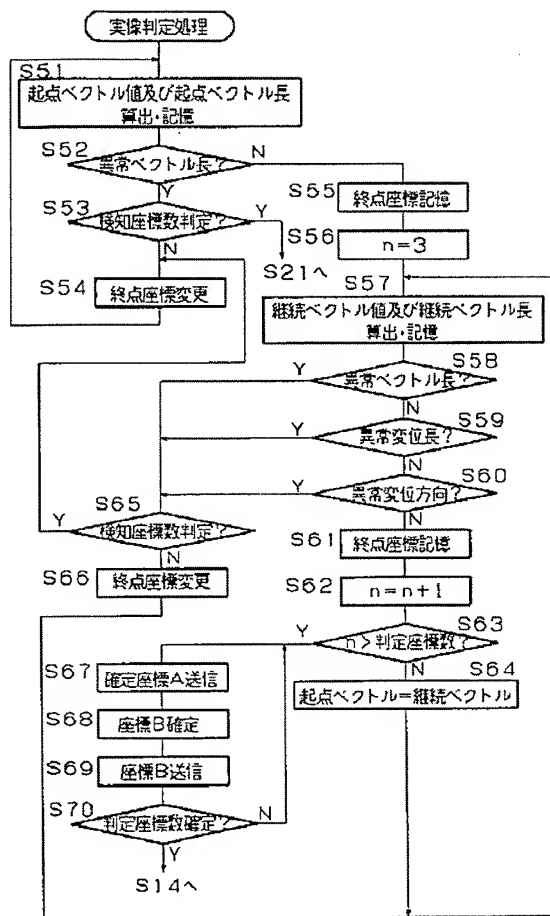 実像判定処理
S51
起点ベクトル値及び起点ベクトル長
算出・記憶
S52
異常ベクトル長?
N
Y
S53
検知座標数判定?
Y
N
S21へ
S54
終点座標変更
S55
終点座標記憶
S56
n=3
S57
継続ベクトル値及び継続ベクトル長
算出・記憶
S58
Y
異常ベクトル長?
N
S59
Y
異常変位長?
N
S60
Y
異常変位方向?
N
S65
Y
検知座標数判定?
N
S66
終点座標変更
S61
終点座標記憶
S62
n=n+1
S63
Y
n>判定座標数?
N
S64
起点ベクトル=継続ベクトル
S67
確定座標A送信
S68
座標B確定
S69
座標B送信
S70
判定座標数確定?
N
Y
S14へ